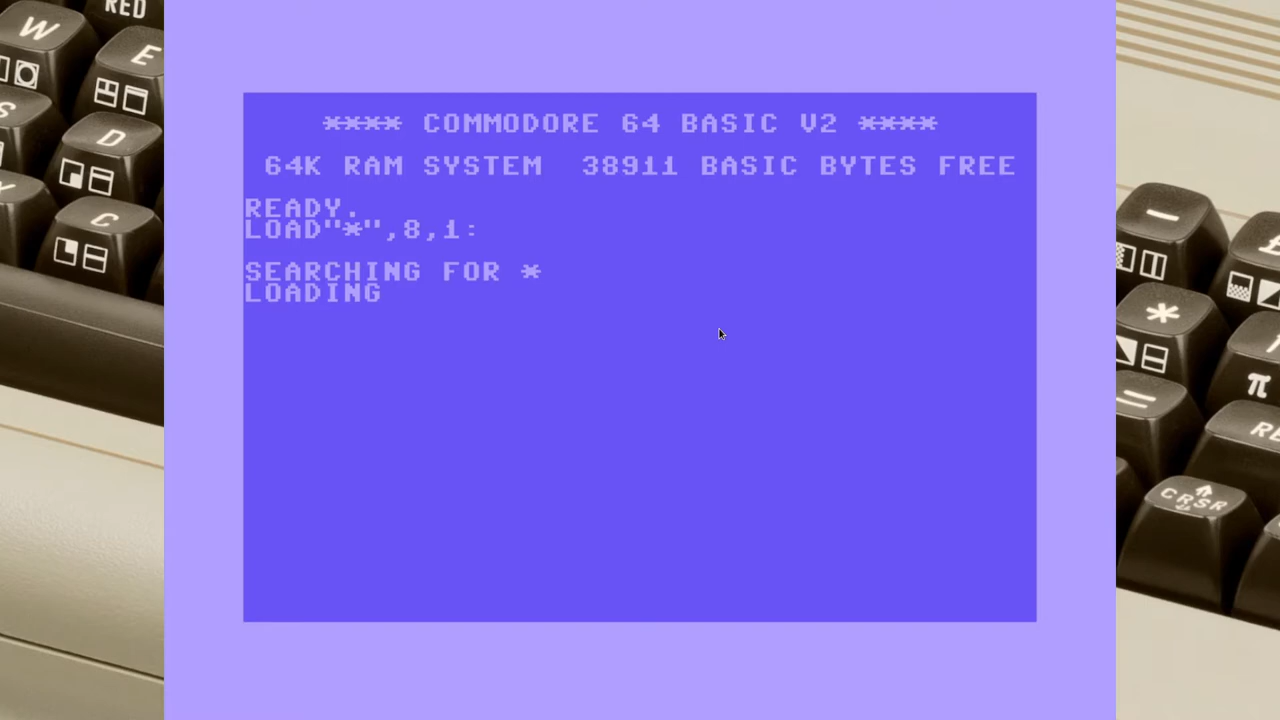 RED
W
E
S
D
C
**** COMMODORE 64 BASIC V2 ****
64K RAM SYSTEM  38911 BASIC BYTES FREE
READY.
LOAD"*",8,1:
SEARCHING FOR *
LOADING
−
£
*
π
=
CRSR